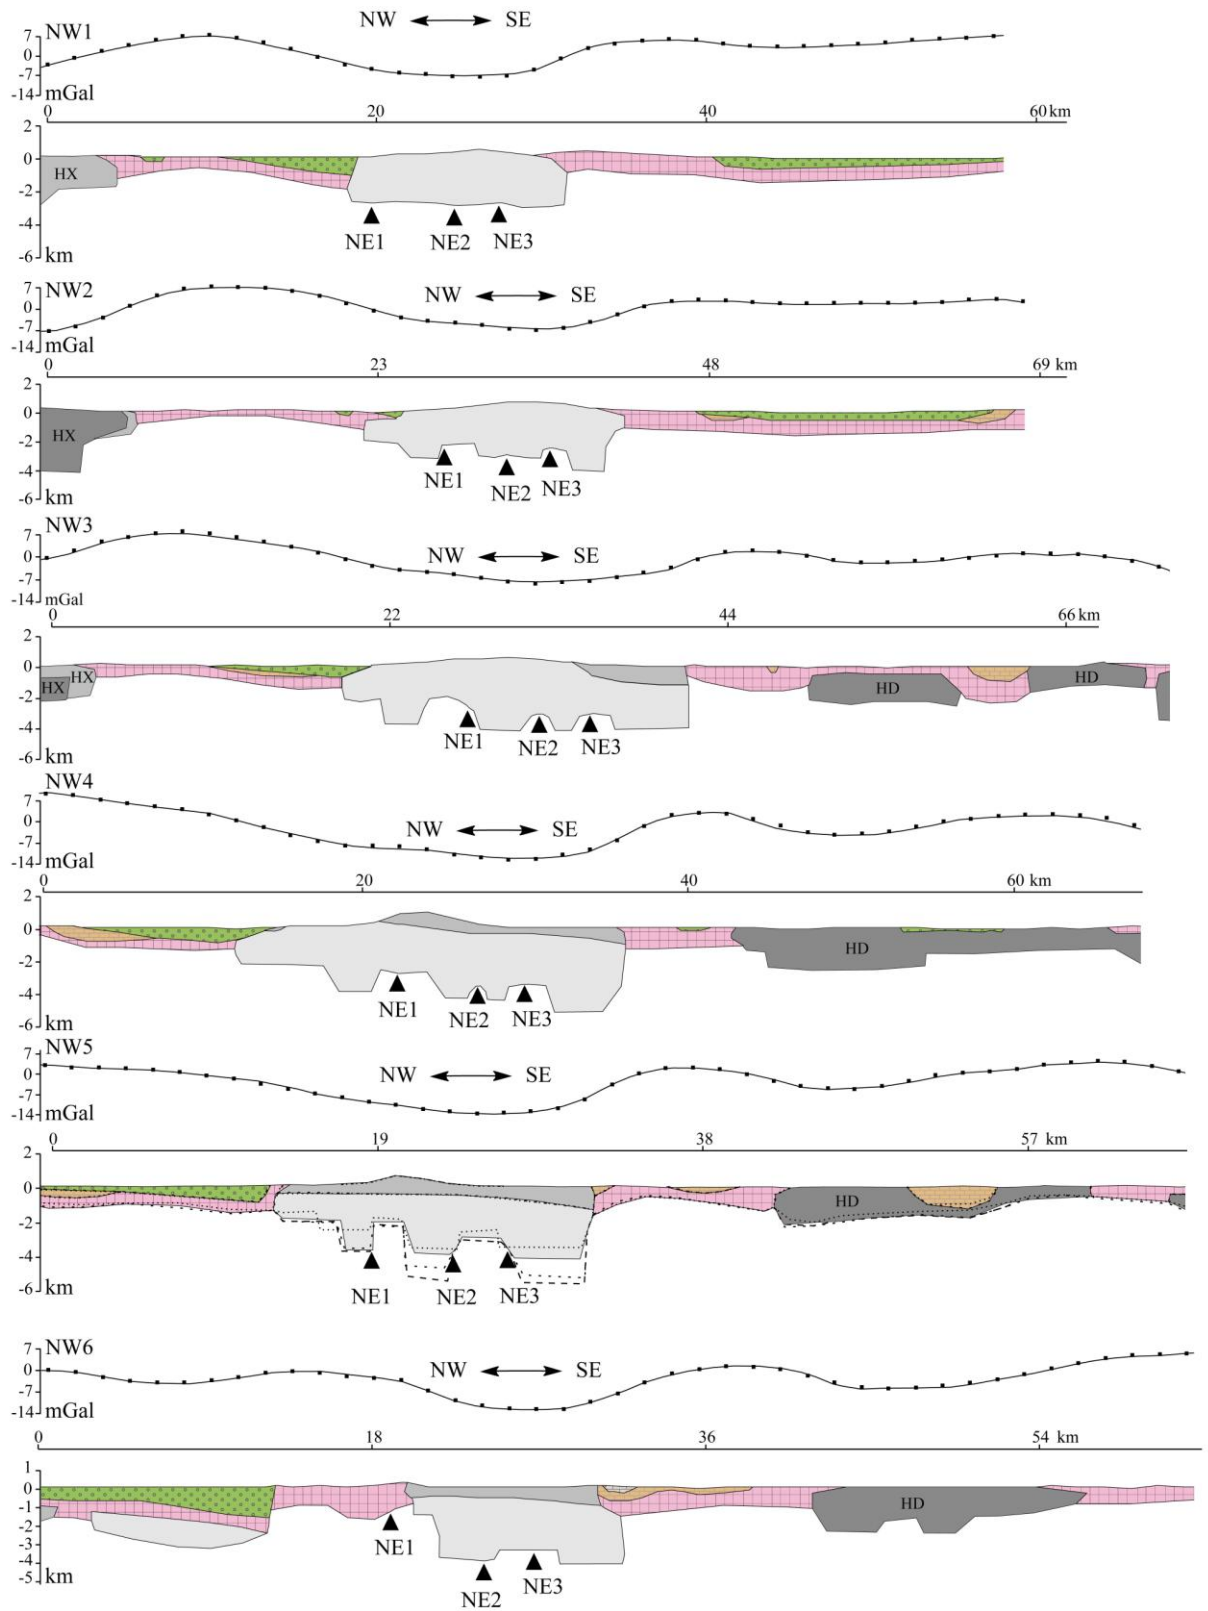 NW1
NW SE
7
0
-7
-14
mGal
0 20 40 60 km
2
0
-2
-4
-6
km
HX
NE1 NE2 NE3
NW2
NW SE
7
0
-7
-14
mGal
0 23 48 69 km
2
0
-2
-4
-6
km
HX
NE1 NE2 NE3
NW3
NW SE
7
0
-7
-14
mGal
0 22 44 66 km
2
0
-2
-4
-6
km
HX HX HD HD
NE1 NE2 NE3
NW4
NW SE
7
0
-7
-14
mGal
0 20 40 60 km
2
0
-2
-4
-6
km
HD
NE1 NE2 NE3
NW5
NW SE
7
0
-7
-14
mGal
0 19 38 57 km
2
0
-2
-4
-6
km
HD
NE1 NE2 NE3
NW6
NW SE
7
0
-7
-14
mGal
0 18 36 54 km
1
0
-1
-2
-3
-4
-5
km
HD
NE1
NE2 NE3